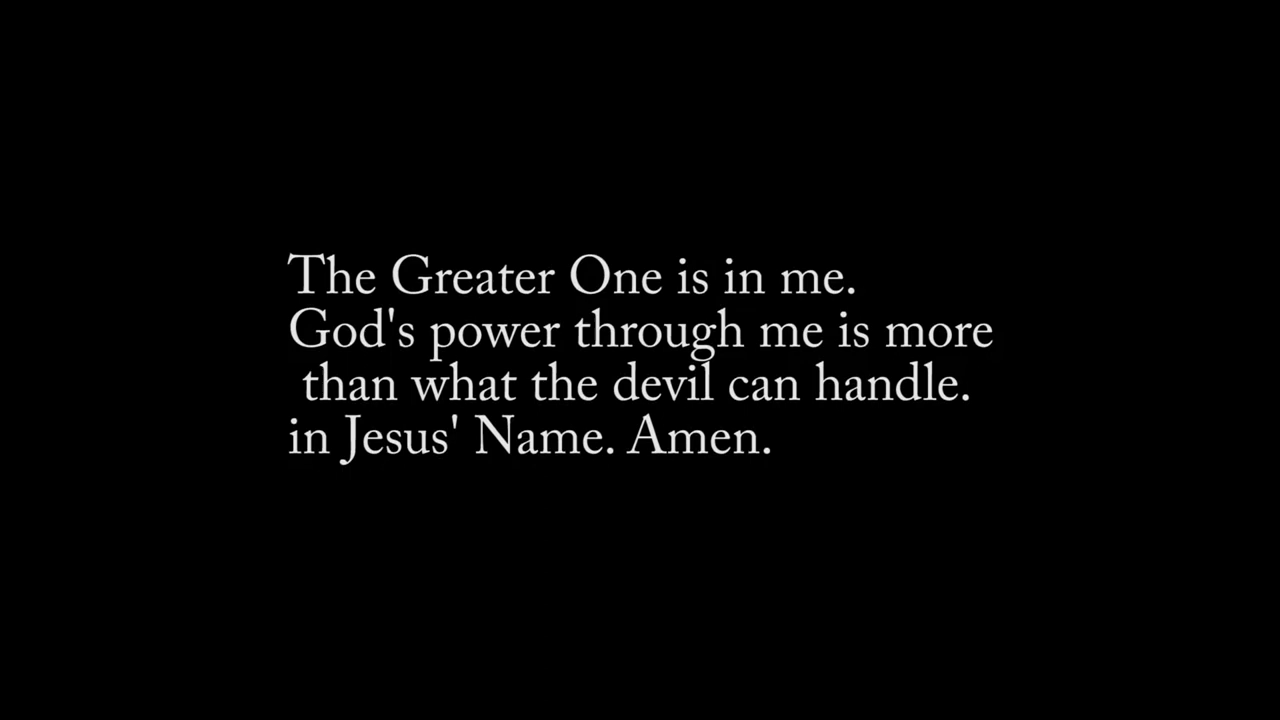 The Greater One is in me.
God's power through me is more
than what the devil can handle.
in Jesus' Name. Amen.